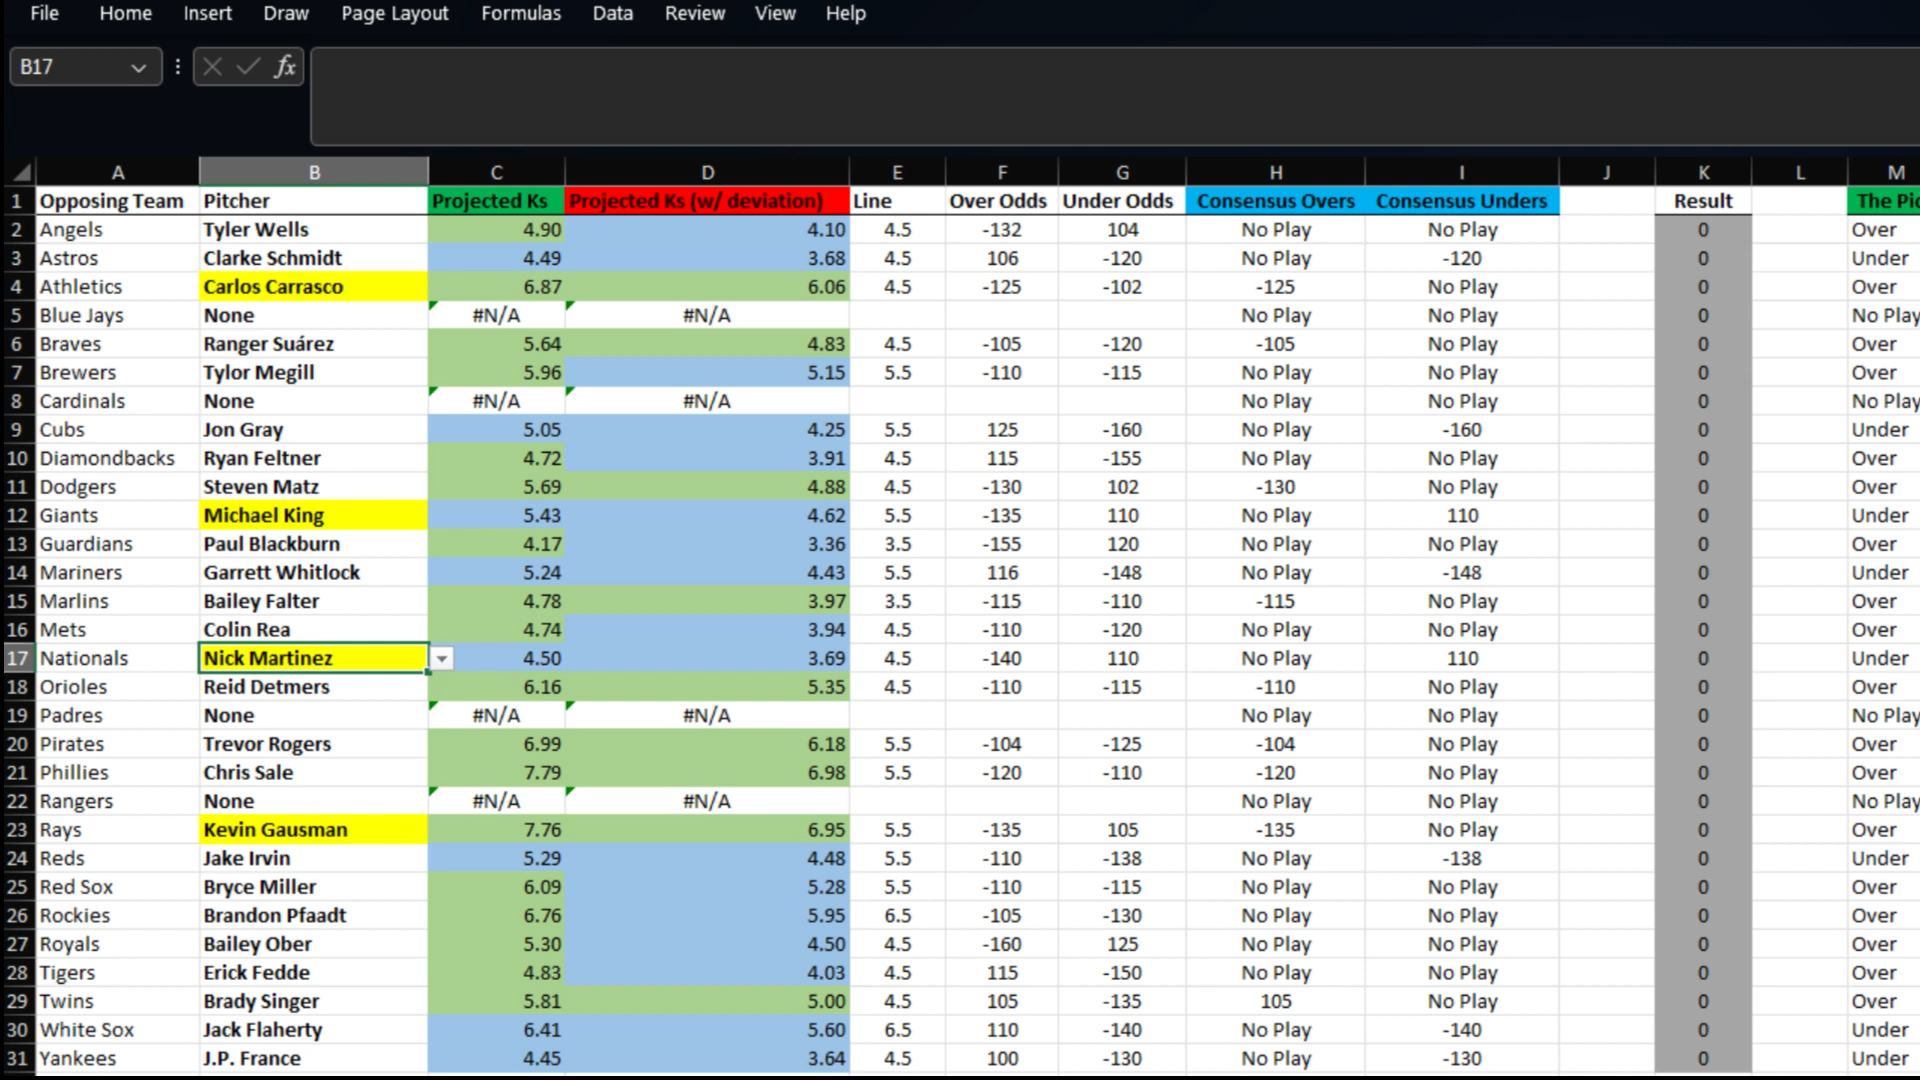 File Home Insert Draw Page Layout Formulas Data Review View Help
B17 fx
A B C D E F G H I J K L M
1 Opposing Team Pitcher Projected Ks Projected Ks (w/ deviation) Line Over Odds Under Odds Consensus Overs Consensus Unders Result The Pic
2 Angels Tyler Wells 4.90 4.10 4.5 -132 104 No Play No Play 0 Over
3 Astros Clarke Schmidt 4.49 3.68 4.5 106 -120 No Play -120 0 Under
4 Athletics Carlos Carrasco 6.87 6.06 4.5 -125 -102 -125 No Play 0 Over
5 Blue Jays None #N/A #N/A No Play No Play 0 No Play
6 Braves Ranger Suárez 5.64 4.83 4.5 -105 -120 -105 No Play 0 Over
7 Brewers Tylor Megill 5.96 5.15 5.5 -110 -115 No Play No Play 0 Over
8 Cardinals None #N/A #N/A No Play No Play 0 No Play
9 Cubs Jon Gray 5.05 4.25 5.5 125 -160 No Play -160 0 Under
10 Diamondbacks Ryan Feltner 4.72 3.91 4.5 115 -155 No Play No Play 0 Over
11 Dodgers Steven Matz 5.69 4.88 4.5 -130 102 -130 No Play 0 Over
12 Giants Michael King 5.43 4.62 5.5 -135 110 No Play 110 0 Under
13 Guardians Paul Blackburn 4.17 3.36 3.5 -155 120 No Play No Play 0 Over
14 Mariners Garrett Whitlock 5.24 4.43 5.5 116 -148 No Play -148 0 Under
15 Marlins Bailey Falter 4.78 3.97 3.5 -115 -110 -115 No Play 0 Over
16 Mets Colin Rea 4.74 3.94 4.5 -110 -120 No Play No Play 0 Over
17 Nationals Nick Martinez 4.50 3.69 4.5 -140 110 No Play 110 0 Under
18 Orioles Reid Detmers 6.16 5.35 4.5 -110 -115 -110 No Play 0 Over
19 Padres None #N/A #N/A No Play No Play 0 No Play
20 Pirates Trevor Rogers 6.99 6.18 5.5 -104 -125 -104 No Play 0 Over
21 Phillies Chris Sale 7.79 6.98 5.5 -120 -110 -120 No Play 0 Over
22 Rangers None #N/A #N/A No Play No Play 0 No Play
23 Rays Kevin Gausman 7.76 6.95 5.5 -135 105 -135 No Play 0 Over
24 Reds Jake Irvin 5.29 4.48 5.5 -110 -138 No Play -138 0 Under
25 Red Sox Bryce Miller 6.09 5.28 5.5 -110 -115 No Play No Play 0 Over
26 Rockies Brandon Pfaadt 6.76 5.95 6.5 -105 -130 No Play No Play 0 Over
27 Royals Bailey Ober 5.30 4.50 4.5 -160 125 No Play No Play 0 Over
28 Tigers Erick Fedde 4.83 4.03 4.5 115 -150 No Play No Play 0 Over
29 Twins Brady Singer 5.81 5.00 4.5 105 -135 105 No Play 0 Over
30 White Sox Jack Flaherty 6.41 5.60 6.5 110 -140 No Play -140 0 Under
31 Yankees J.P. France 4.45 3.64 4.5 100 -130 No Play -130 0 Under